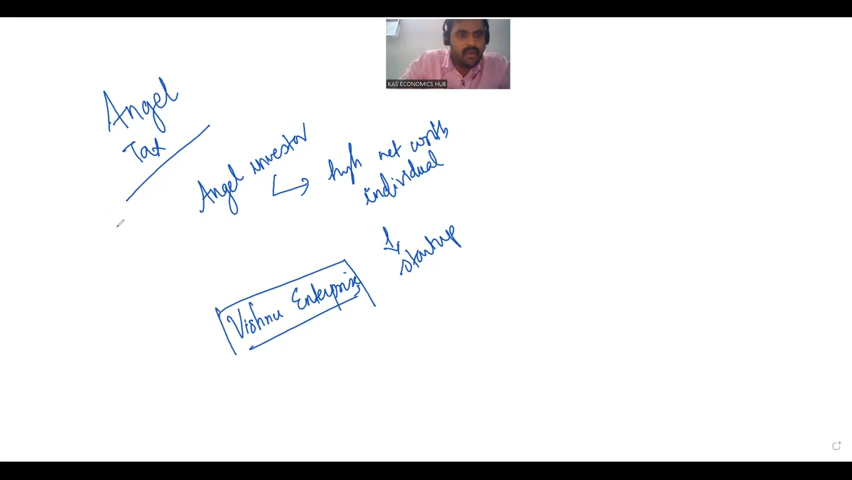 KAS ECONOMICS HUB
Angel
Tax
Angel investor
high net worth
individual
startup
Vishnu Enterprise